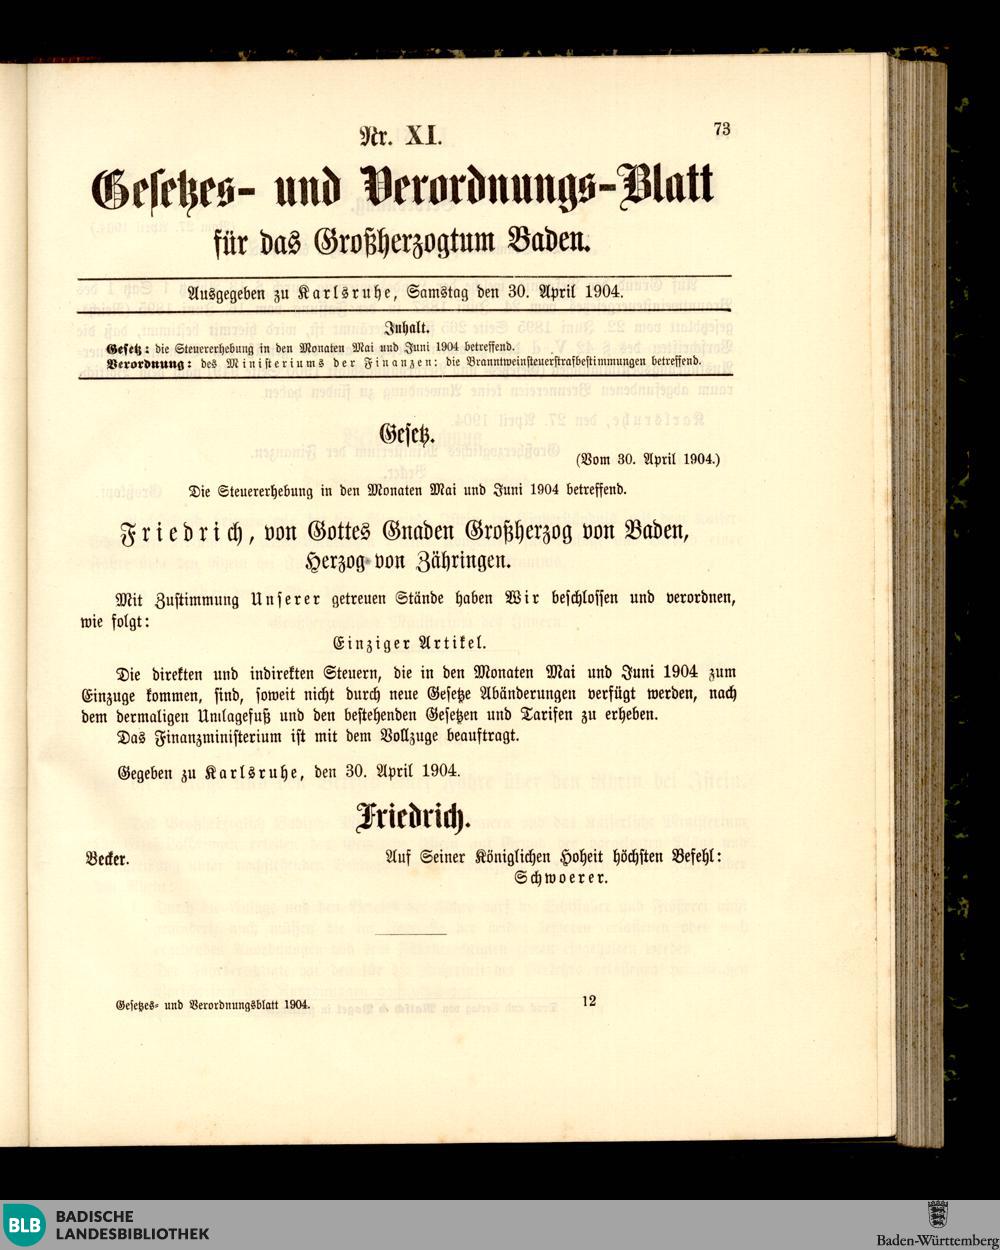 73
Nr. XI.
Gesetzes- und Verordnungs-Blatt
für das Großherzogtum Baden.
Ausgegeben zu Karlsruhe, Samstag den 30. April 1904.
Inhalt.
Gesetz: die Steuererhebung in den Monaten Mai und Juni 1904 betreffend.
Verordnung: des Ministeriums der Finanzen: die Branntweinsteuerstrafbestimmungen betreffend.
Gesetz.
(Vom 30. April 1904.)
Die Steuererhebung in den Monaten Mai und Juni 1904 betreffend.
Friedrich, von Gottes Gnaden Großherzog von Baden,
Herzog von Zähringen.
Mit Zustimmung Unserer getreuen Stände haben Wir beschlossen und verordnen,
wie folgt:
Einziger Artikel.
Die direkten und indirekten Steuern, die in den Monaten Mai und Juni 1904 zum
Einzuge kommen, sind, soweit nicht durch neue Gesetze Abänderungen verfügt werden, nach
dem dermaligen Umlagefuß und den bestehenden Gesetzen und Tarifen zu erheben.
Das Finanzministerium ist mit dem Vollzuge beauftragt.
Gegeben zu Karlsruhe, den 30. April 1904.
Friedrich.
Becker.
Auf Seiner Königlichen Hoheit höchsten Befehl:
Schwoerer.
Gesetzes- und Verordnungsblatt 1904.
12
BLB BADISCHE
LANDESBIBLIOTHEK
Baden-Württemberg